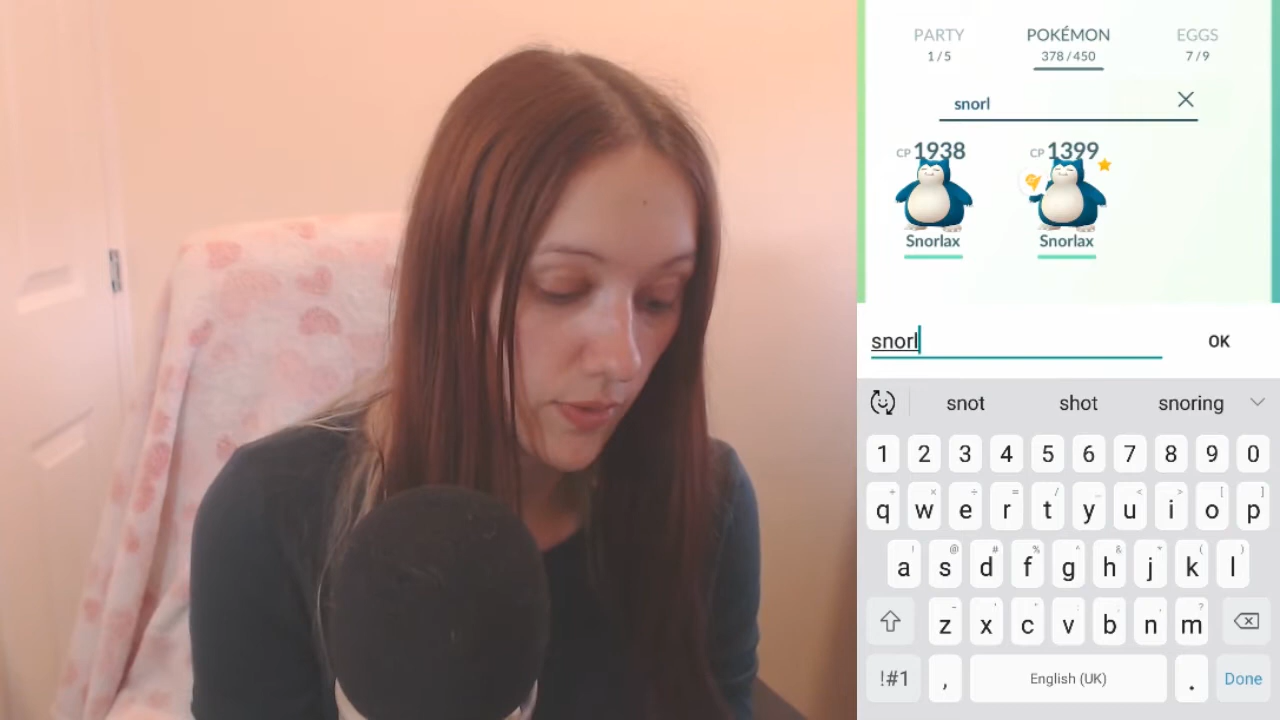 PARTY
POKÉMON
EGGS
1/5
378/450
7/9
snorl
CP 1938
CP 1399
Snorlax
Snorlax
snorl
OK
snot shot snoring
1 2 3 4 5 6 7 8 9 0
q w e r t y u i o p
a s d f g h j k l
z x c v b n m
!#1 , English (UK) . Done